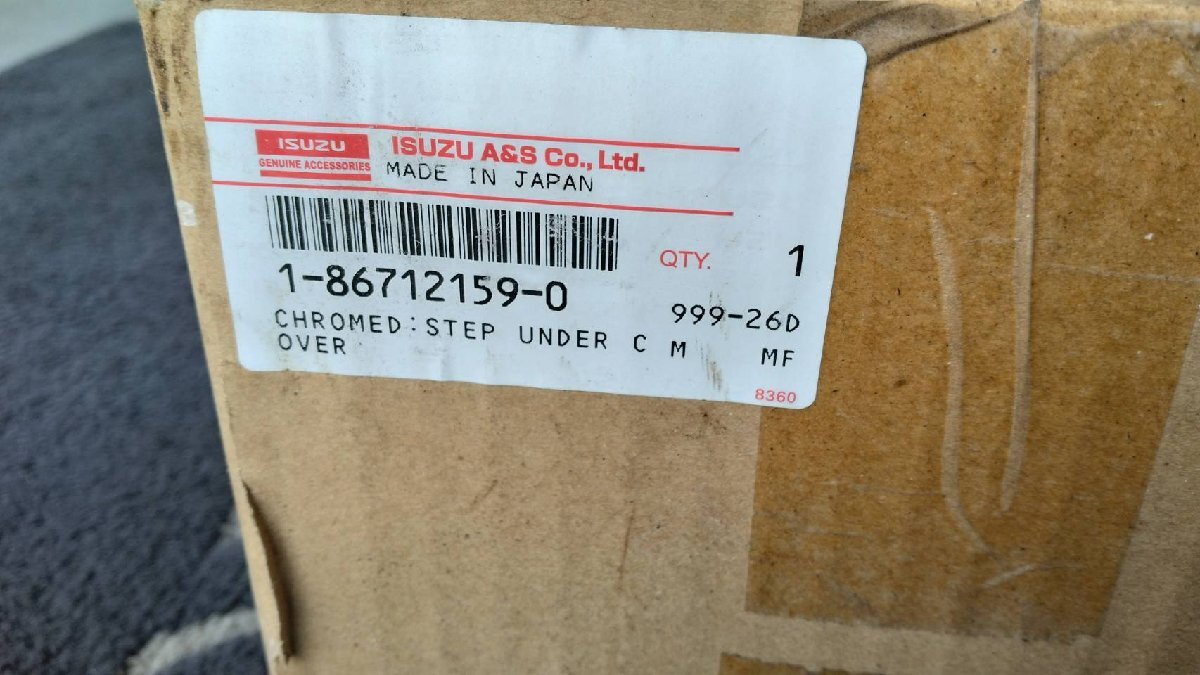 ISUZU
GENUINE ACCESSORIES
ISUZU A&S Co., Ltd.
MADE IN JAPAN
QTY. 1
1-86712159-0
999-26D
CHROMED:STEP UNDER C M MF
OVER
8360